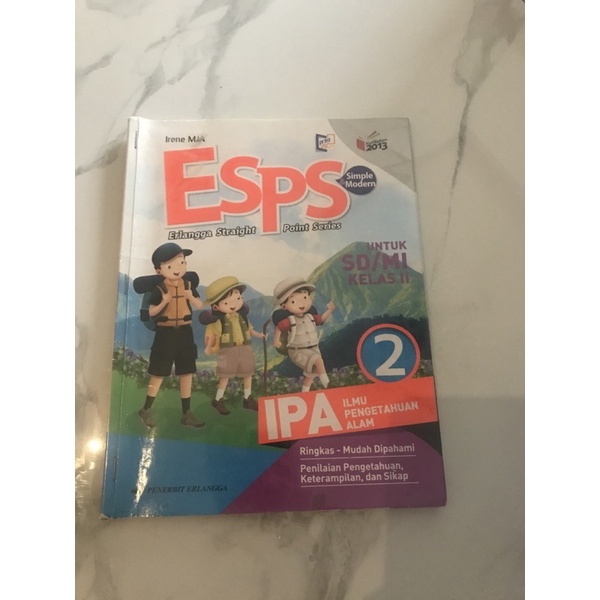 Irene MJA
2013
ESPS
Simple
Modern
Erlangga Straight Point Series
UNTUK
SD/MI
KELAS II
2
IPA
ILMU
PENGETAHUAN
ALAM
Ringkas - Mudah Dipahami
Penilaian Pengetahuan,
Keterampilan, dan Sikap
PENERBIT ERLANGGA